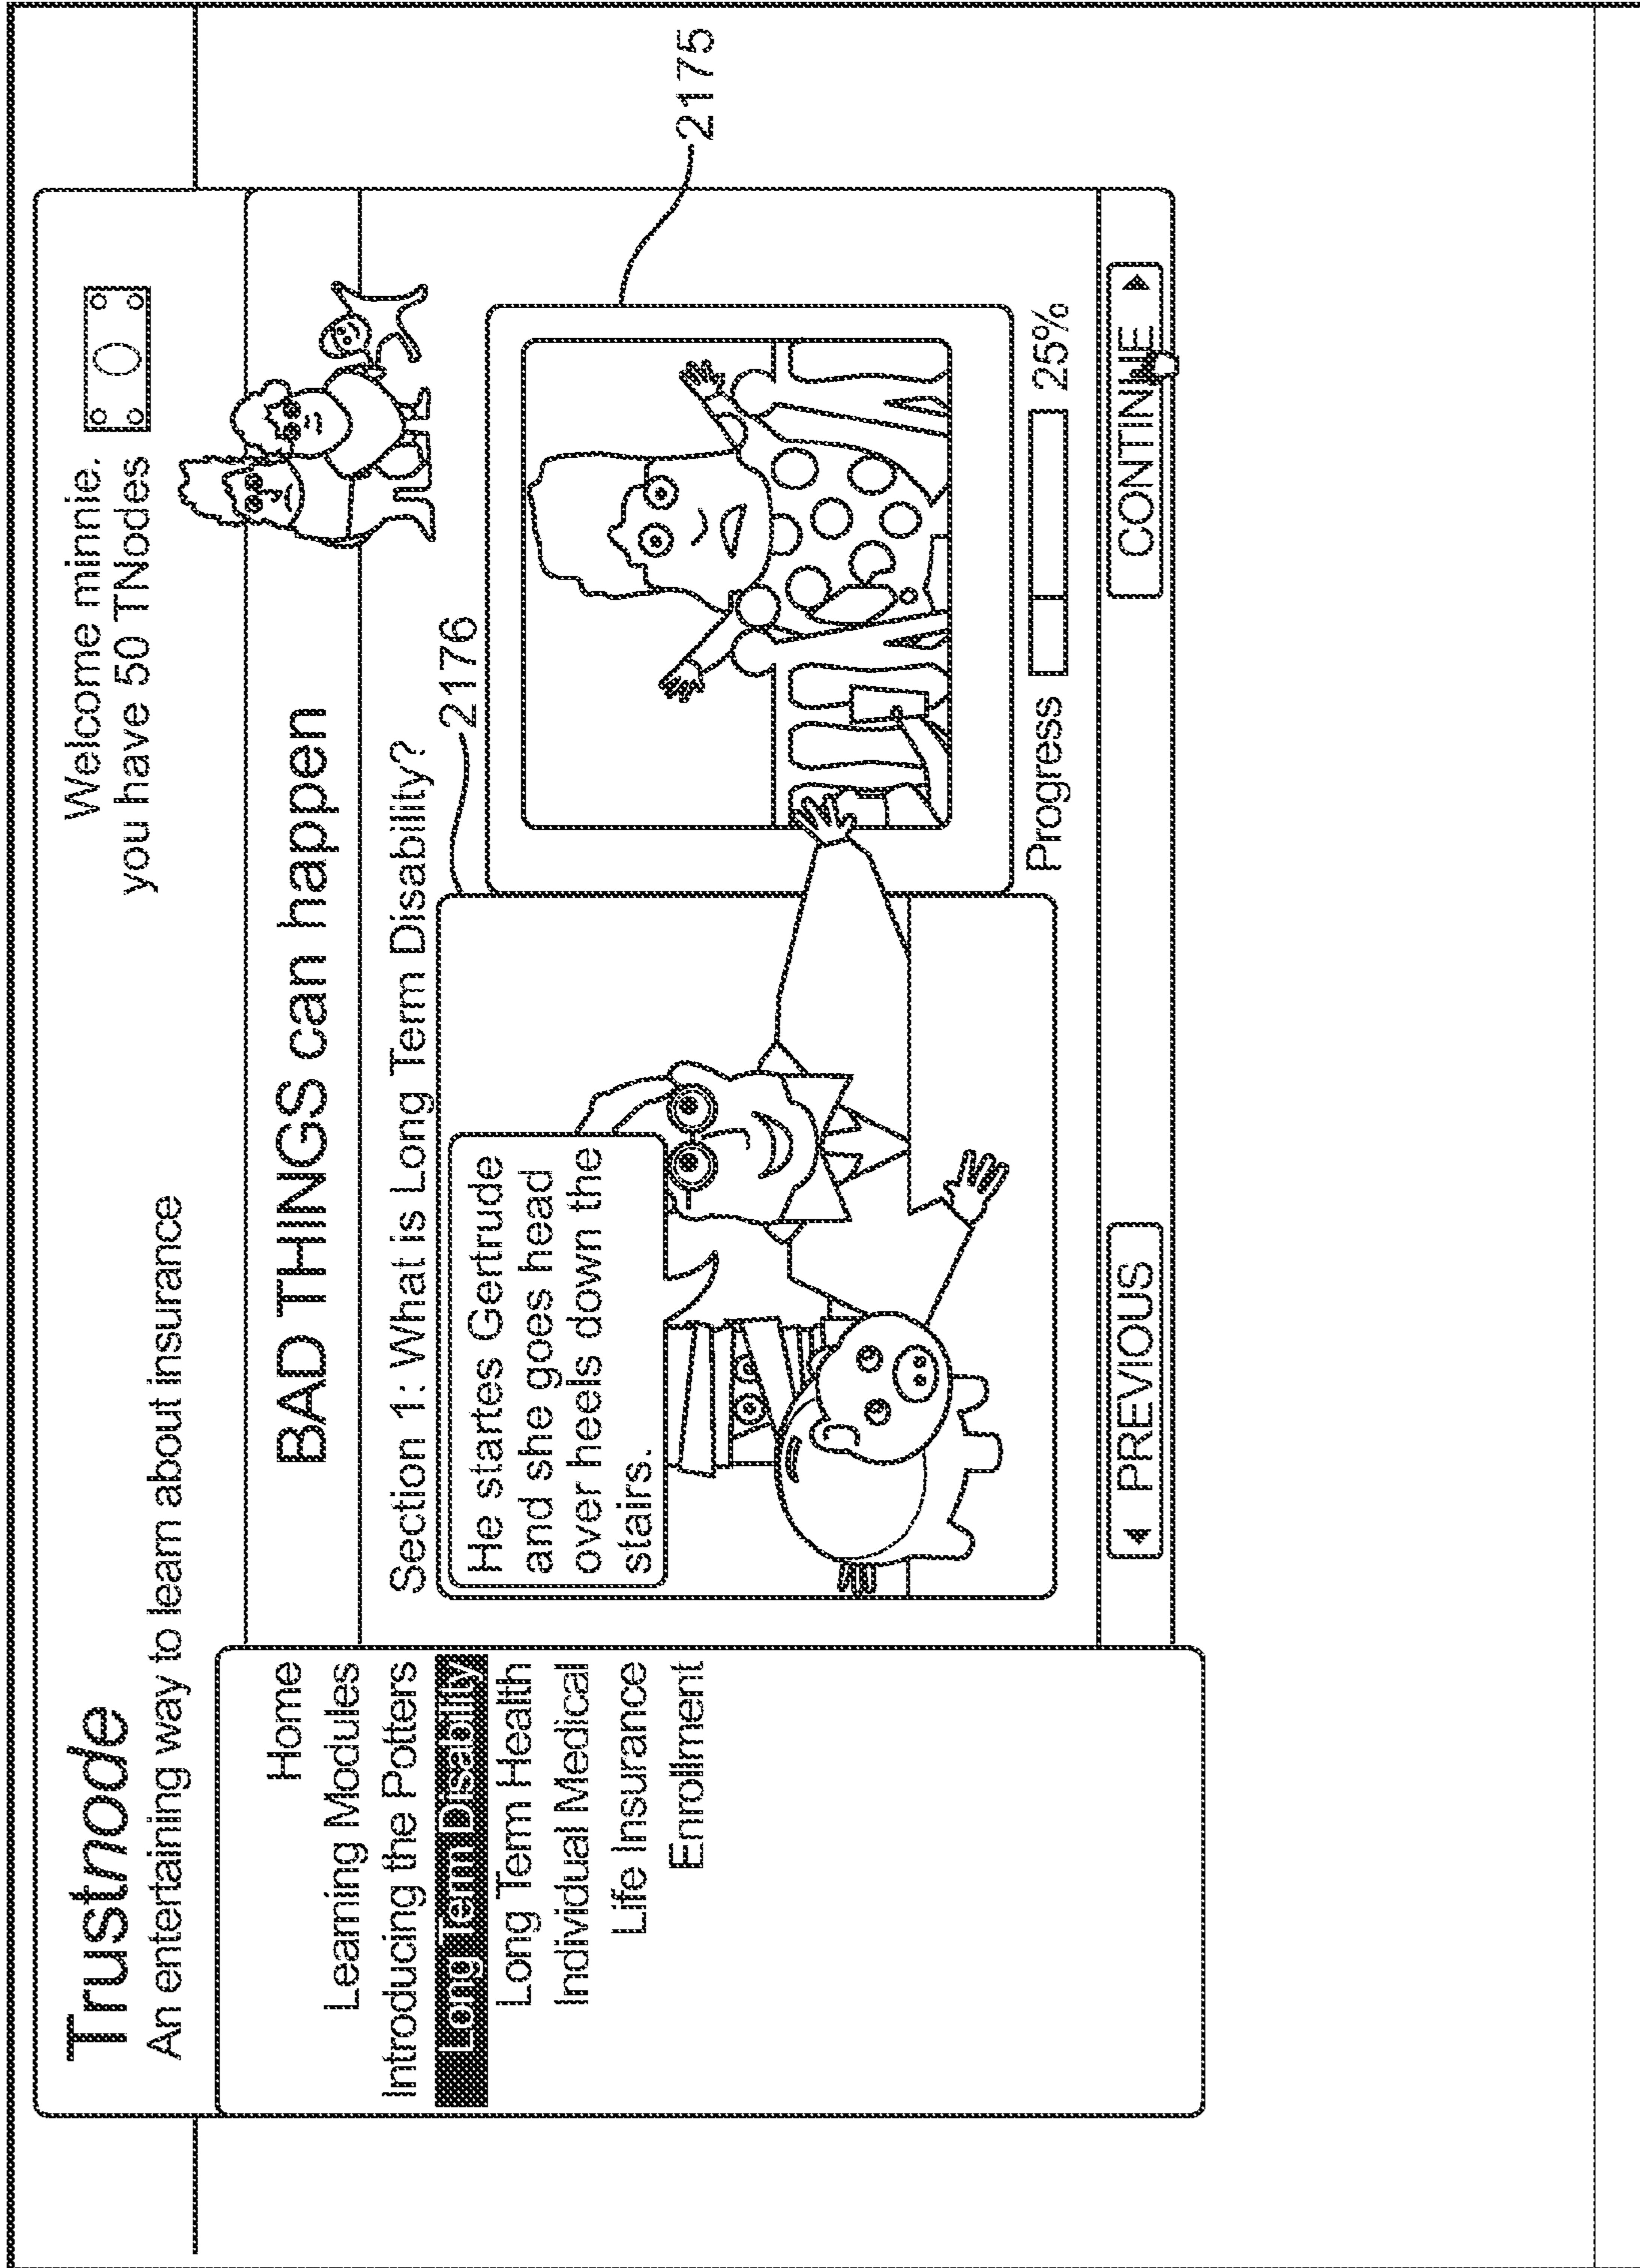 Trustnode
An entertaining way to learn about insurance
Welcome minnie.
you have 50 TNodes
Home
Learning Modules
Introducing the Potters
Long Term Disability
Long Term Health
Individual Medical
Life Insurance
Enrollment
BAD THINGS can happen
Section 1: What is Long Term Disability?
2176
He startes Gertrude
and she goes head
over heels down the
stairs.
2175
Progress 25%
PREVIOUS
CONTINUE